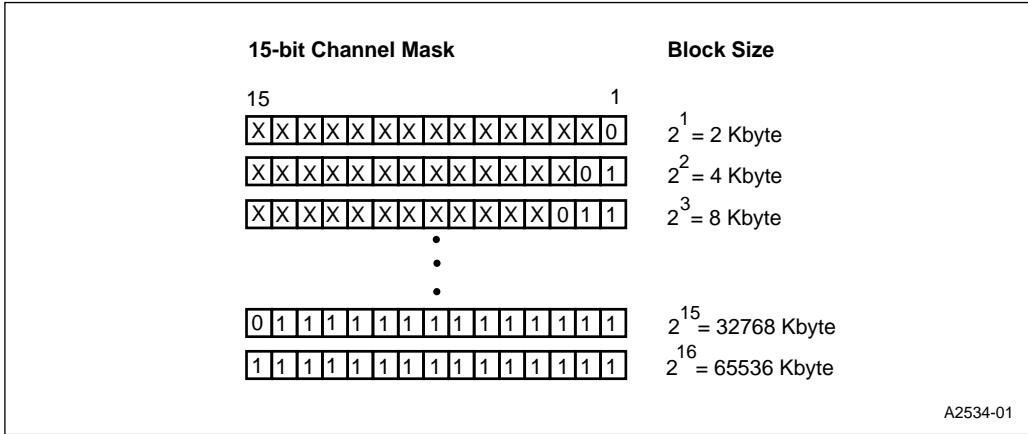 15-bit Channel Mask Block Size
15 1
X X X X X X X X X X X X X X 0 2^1 = 2 Kbyte
X X X X X X X X X X X X X 0 1 2^2 = 4 Kbyte
X X X X X X X X X X X X 0 1 1 2^3 = 8 Kbyte
0 1 1 1 1 1 1 1 1 1 1 1 1 1 1 2^15 = 32768 Kbyte
1 1 1 1 1 1 1 1 1 1 1 1 1 1 1 2^16 = 65536 Kbyte
A2534-01